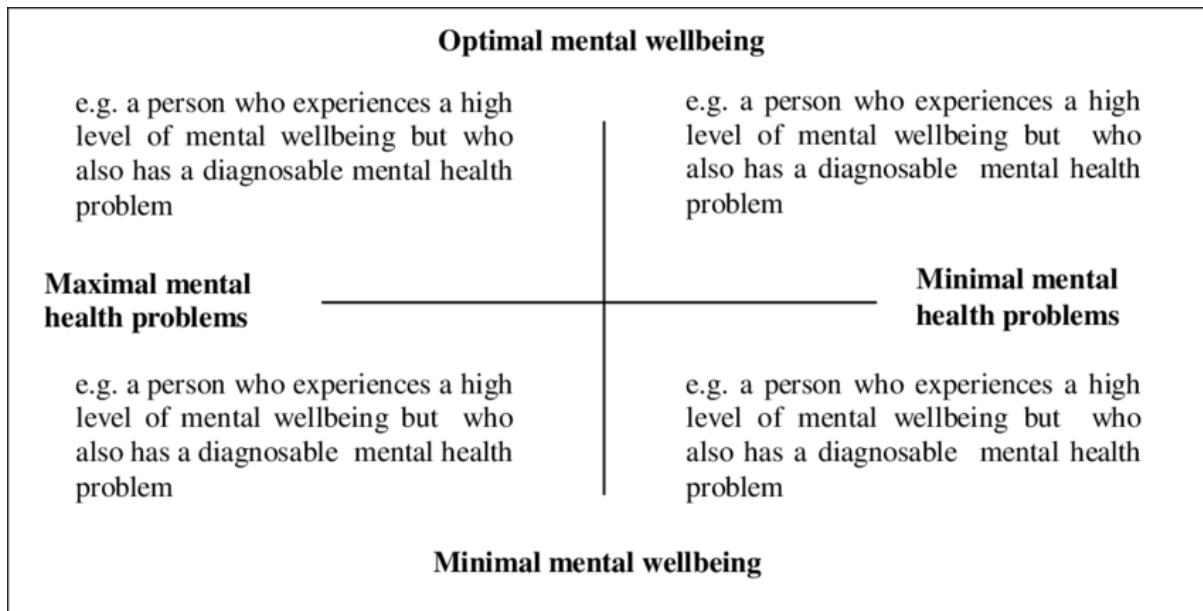 Optimal mental wellbeing
e.g. a person who experiences a high
level of mental wellbeing but who
also has a diagnosable mental health
problem
e.g. a person who experiences a high
level of mental wellbeing but who
also has a diagnosable mental health
problem
Maximal mental
health problems
Minimal mental
health problems
e.g. a person who experiences a high
level of mental wellbeing but who
also has a diagnosable mental health
problem
e.g. a person who experiences a high
level of mental wellbeing but who
also has a diagnosable mental health
problem
Minimal mental wellbeing